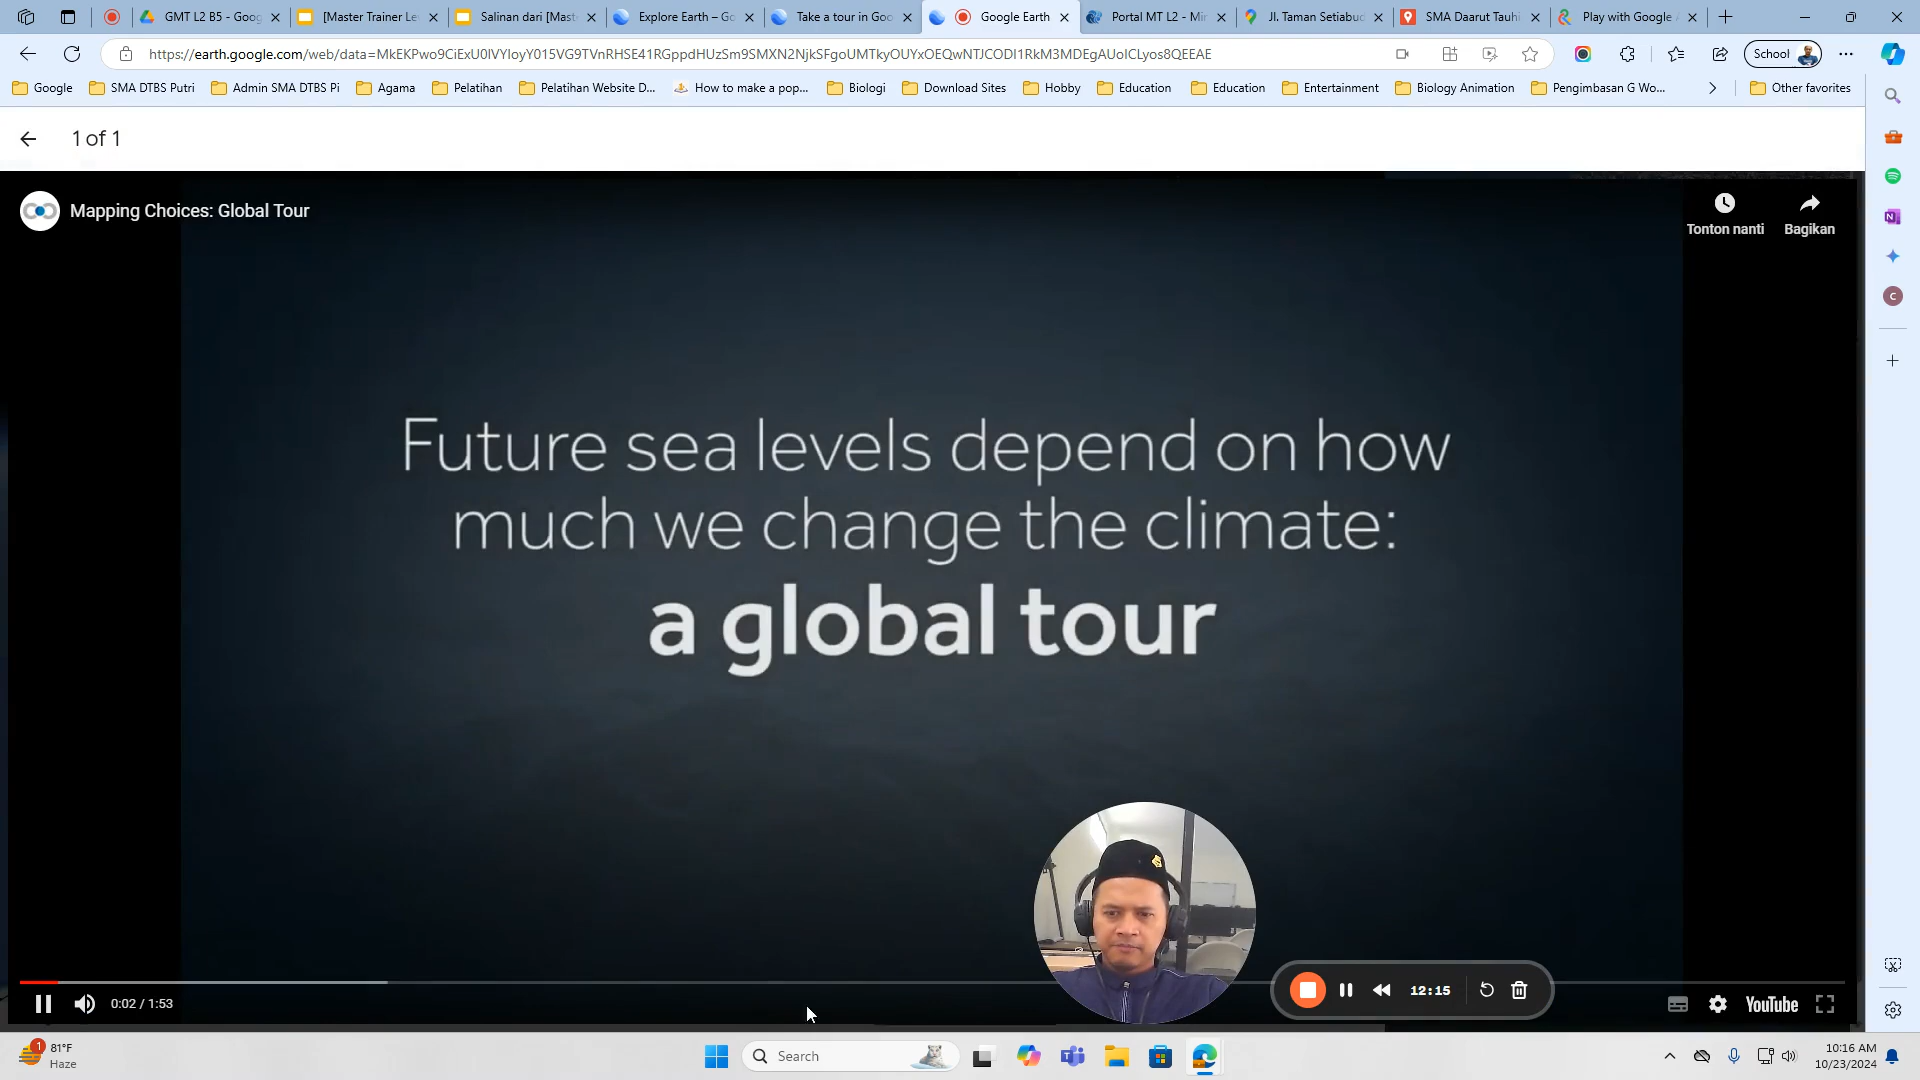 GMT L2 B5 - Goog
[Master Trainer Le
Salinan dari [Mast
Explore Earth – Go
Take a tour in Goo
Google Earth
Portal MT L2 - Mir
Jl. Taman Setiabud
SMA Daarut Tauhi
Play with Google A
https://earth.google.com/web/data=MkEKPwo9CiExU0lVYloyY015VG9TVnRHSE41RGppdHUzSm9SMXN2NjkSFgoUMTkyOUYxOEQwNTJCODI1RkM3MDEgAUoICLyos8QEEAE
School
Google
SMA DTBS Putri
Admin SMA DTBS Pi
Agama
Pelatihan
Pelatihan Website D...
How to make a pop...
Biologi
Download Sites
Hobby
Education
Education
Entertainment
Biology Animation
Pengimbasan G Wo...
Other favorites
1 of 1
Mapping Choices: Global Tour
Tonton nanti
Bagikan
Future sea levels depend on how
much we change the climate:
a global tour
0:02 / 1:53
12:15
YouTube
1
81°F
Haze
Search
10:16 AM
10/23/2024